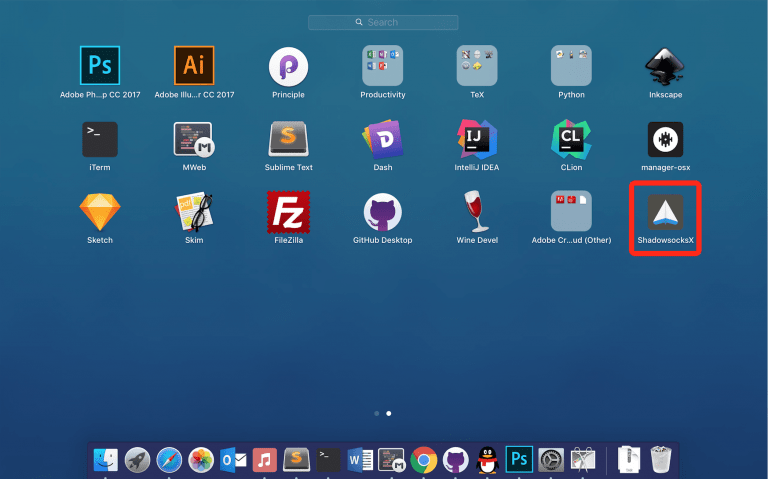 Search
Ps
Ai
Adobe Ph...p CC 2017
Adobe Illu...r CC 2017
Principle
Productivity
TeX
Python
Inkscape
>_
M
S
D
IJ
CL
iTerm
MWeb
Sublime Text
Dash
IntelliJ IDEA
CLion
manager-osx
pdf
Fz
Sketch
Skim
FileZilla
GitHub Desktop
Wine Devel
Adobe Cr...ud (Other)
ShadowsocksX
O
S
>_
W
M
Ps